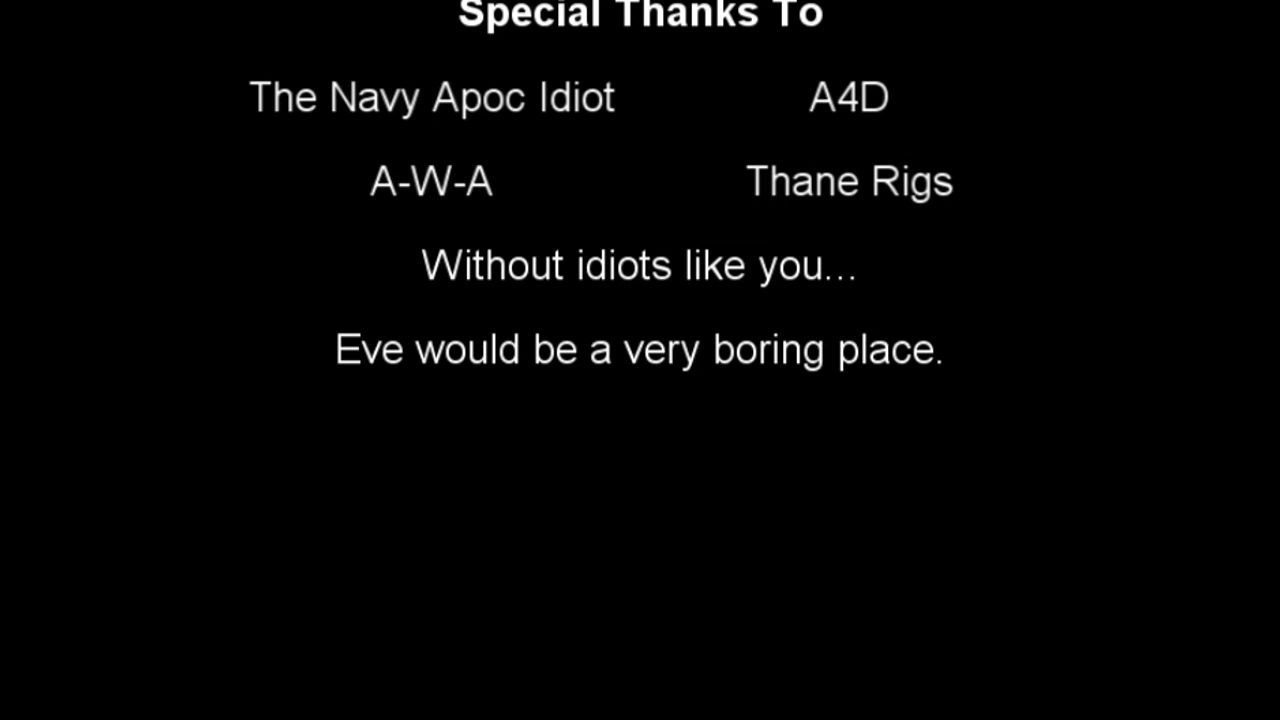 Special Thanks To
The Navy Apoc Idiot A4D
A-W-A Thane Rigs
Without idiots like you...
Eve would be a very boring place.